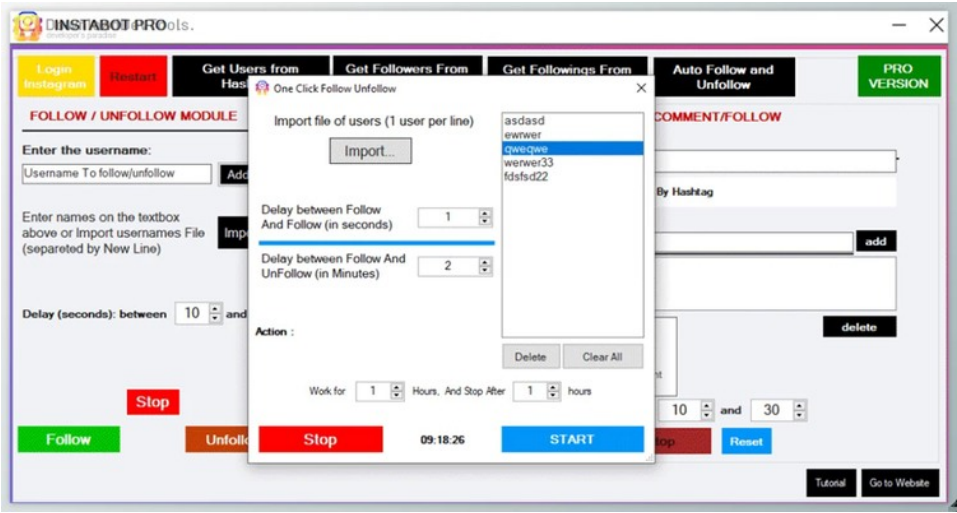 INSTABOT PRO
developer's paradise
Login Instagram
Restart
Get Users from
Get Followers From
Get Followings From
Auto Follow and Unfollow
PRO VERSION
FOLLOW / UNFOLLOW MODULE
COMMENT/FOLLOW
Enter the username:
Username To follow/unfollow
Add
Enter names on the textbox
above or Import usernames File
(separeted by New Line)
Delay (seconds): between 10 and
Stop
Follow
One Click Follow Unfollow
Import file of users (1 user per line)
Import...
asdasd
ewrwer
qweqwe
werwer33
fdsfsd22
Delay between Follow
And Follow (in seconds)
1
Delay between Follow And
UnFollow (in Minutes)
2
Action :
Delete
Clear All
Work for 1 Hours, And Stop After 1 hours
Stop
09:18:26
START
By Hashtag
add
delete
10 and 30
Reset
Tutorial
Go to Website